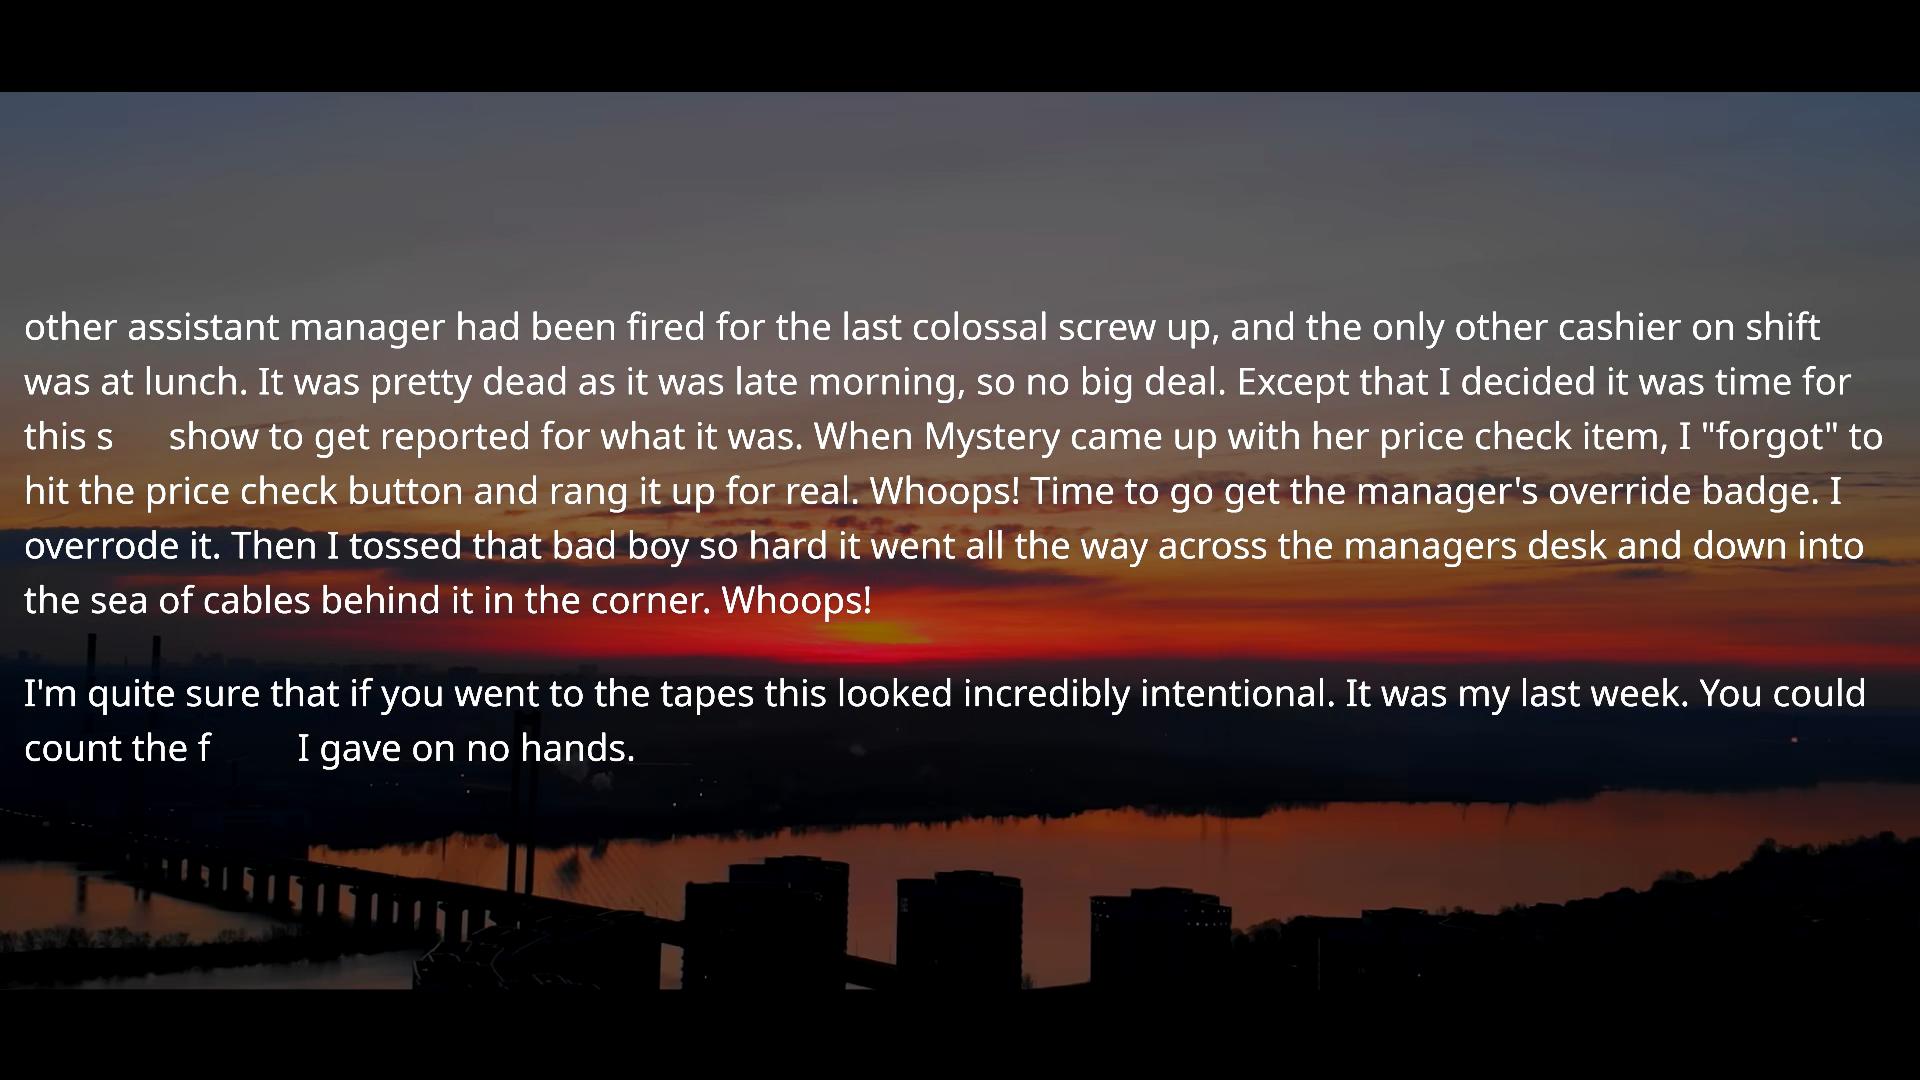 other assistant manager had been fired for the last colossal screw up, and the only other cashier on shift
was at lunch. It was pretty dead as it was late morning, so no big deal. Except that I decided it was time for
this s show to get reported for what it was. When Mystery came up with her price check item, I "forgot" to
hit the price check button and rang it up for real. Whoops! Time to go get the manager's override badge. I
overrode it. Then I tossed that bad boy so hard it went all the way across the managers desk and down into
the sea of cables behind it in the corner. Whoops!
I'm quite sure that if you went to the tapes this looked incredibly intentional. It was my last week. You could
count the f I gave on no hands.